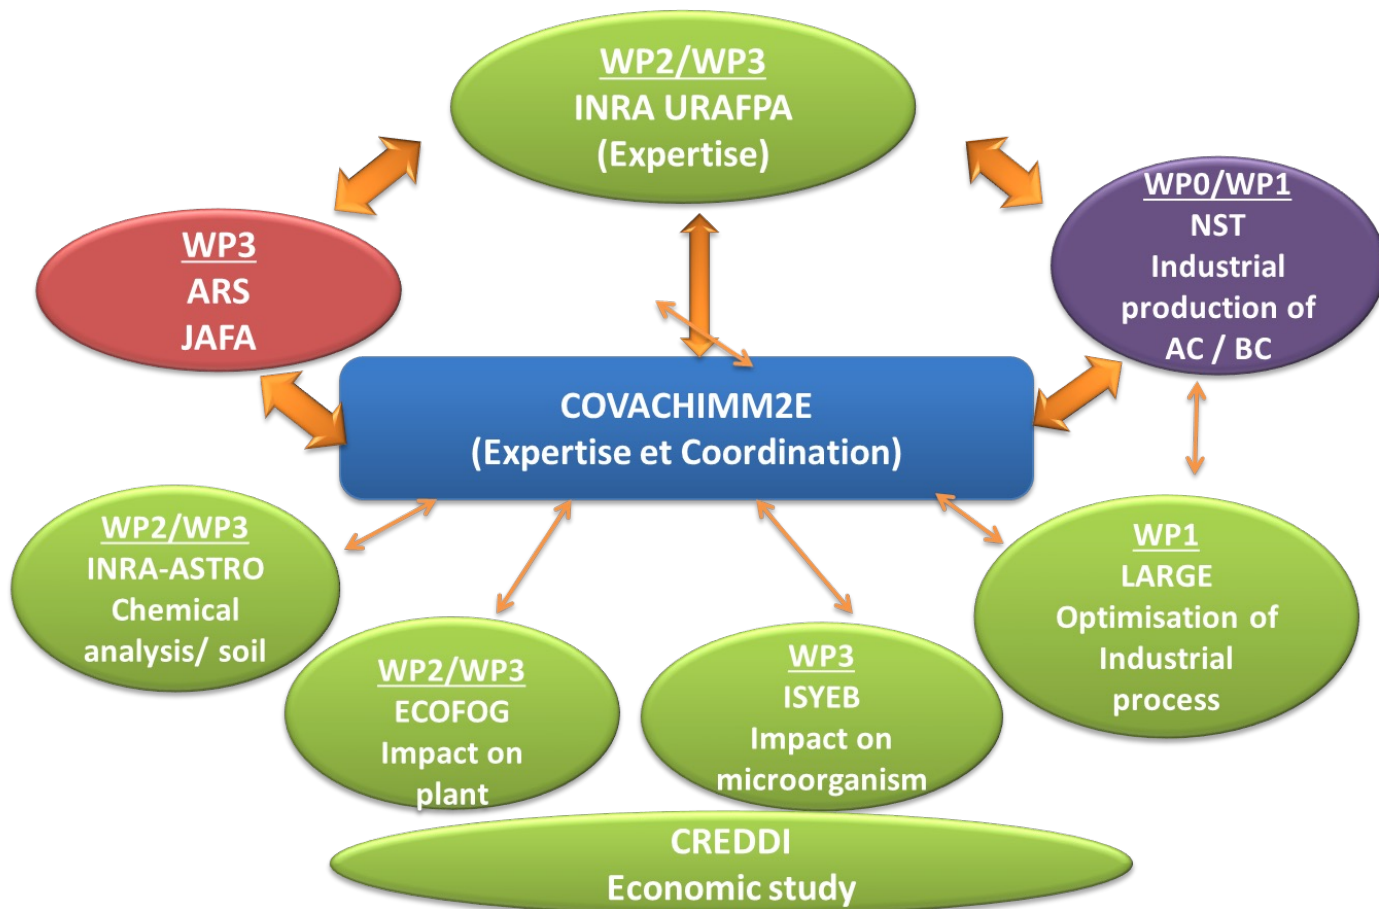 WP2/WP3
INRA URAFPA
(Expertise)
WP0/WP1
NST
Industrial
production of
AC / BC
WP3
ARS
JAFA
COVACHIMM2E
(Expertise et Coordination)
WP2/WP3
INRA-ASTRO
Chemical
analysis/ soil
WP1
LARGE
Optimisation of
Industrial
process
WP2/WP3
ECOFOG
Impact on
plant
WP3
ISYEB
Impact on
microorganism
CREDDI
Economic study